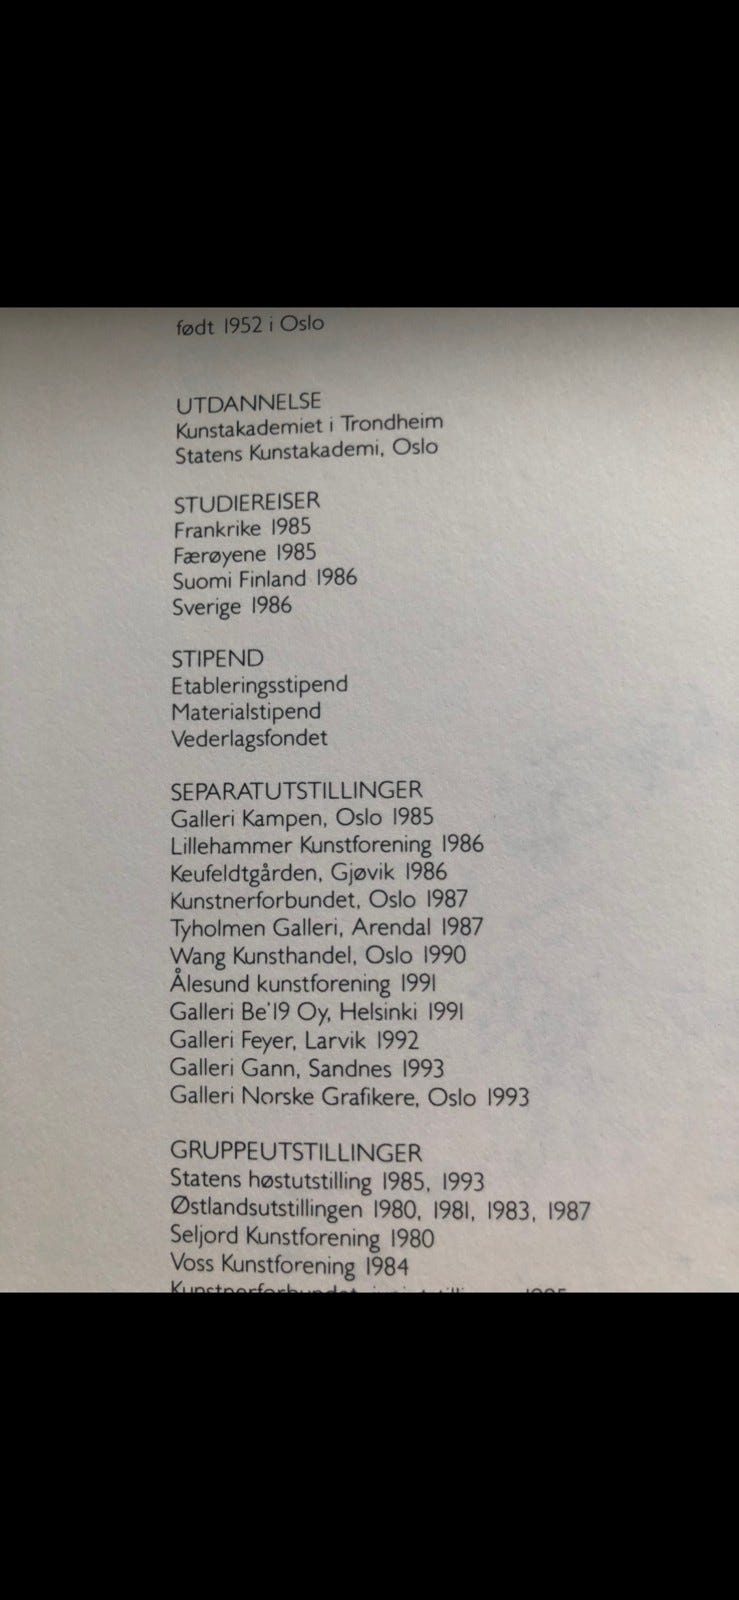 født 1952 i Oslo
UTDANNELSE
Kunstakademiet i Trondheim
Statens Kunstakademi, Oslo
STUDIEREISER
Frankrike 1985
Færøyene 1985
Suomi Finland 1986
Sverige 1986
STIPEND
Etableringsstipend
Materialstipend
Vederlagsfondet
SEPARATUTSTILLINGER
Galleri Kampen, Oslo 1985
Lillehammer Kunstforening 1986
Keufeldtgården, Gjøvik 1986
Kunstnerforbundet, Oslo 1987
Tyholmen Galleri, Arendal 1987
Wang Kunsthandel, Oslo 1990
Ålesund kunstforening 1991
Galleri Be'19 Oy, Helsinki 1991
Galleri Feyer, Larvik 1992
Galleri Gann, Sandnes 1993
Galleri Norske Grafikere, Oslo 1993
GRUPPEUTSTILLINGER
Statens høstutstilling 1985, 1993
Østlandsutstillingen 1980, 1981, 1983, 1987
Seljord Kunstforening 1980
Voss Kunstforening 1984
Kunstnerforbundet